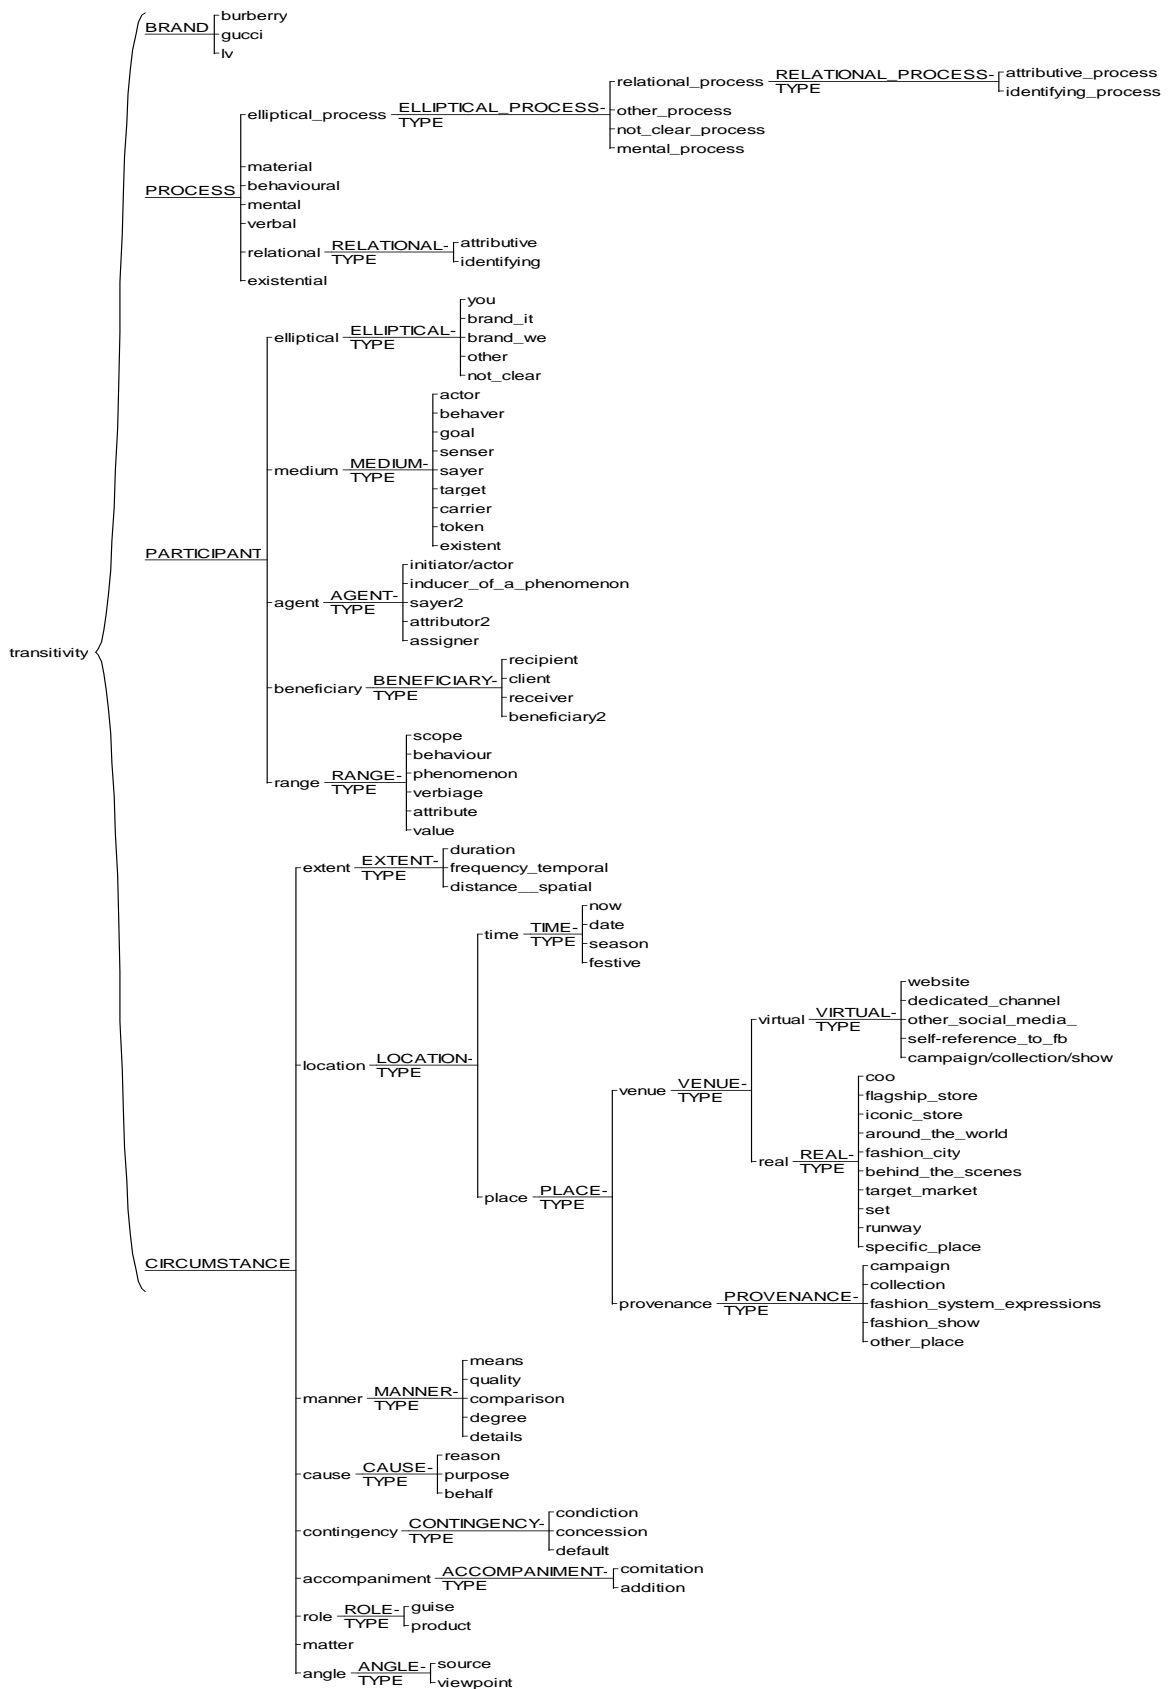 transitivity
BRAND
burberry
gucci
lv
PROCESS
elliptical_process
ELLIPTICAL_PROCESS-
TYPE
relational_process
RELATIONAL_PROCESS-
TYPE
attributive_process
identifying_process
other_process
not_clear_process
mental_process
material
behavioural
mental
verbal
relational
RELATIONAL-
TYPE
attributive
identifying
existential
PARTICIPANT
elliptical
ELLIPTICAL-
TYPE
you
brand_it
brand_we
other
not_clear
medium
MEDIUM-
TYPE
actor
behaver
goal
senser
sayer
target
carrier
token
existent
agent
AGENT-
TYPE
initiator/actor
inducer_of_a_phenomenon
sayer2
attributor2
assigner
beneficiary
BENEFICIARY-
TYPE
recipient
client
receiver
beneficiary2
range
RANGE-
TYPE
scope
behaviour
phenomenon
verbiage
attribute
value
CIRCUMSTANCE
extent
EXTENT-
TYPE
duration
frequency_temporal
distance__spatial
location
LOCATION-
TYPE
time
TIME-
TYPE
now
date
season
festive
place
PLACE-
TYPE
venue
VENUE-
TYPE
virtual
VIRTUAL-
TYPE
website
dedicated_channel
other_social_media_
self-reference_to_fb
campaign/collection/show
real
REAL-
TYPE
coo
flagship_store
iconic_store
around_the_world
fashion_city
behind_the_scenes
target_market
set
runway
specific_place
provenance
PROVENANCE-
TYPE
campaign
collection
fashion_system_expressions
fashion_show
other_place
manner
MANNER-
TYPE
means
quality
comparison
degree
details
cause
CAUSE-
TYPE
reason
purpose
behalf
contingency
CONTINGENCY-
TYPE
condiction
concession
default
accompaniment
ACCOMPANIMENT-
TYPE
comitation
addition
role
ROLE-
TYPE
guise
product
matter
angle
ANGLE-
TYPE
source
viewpoint